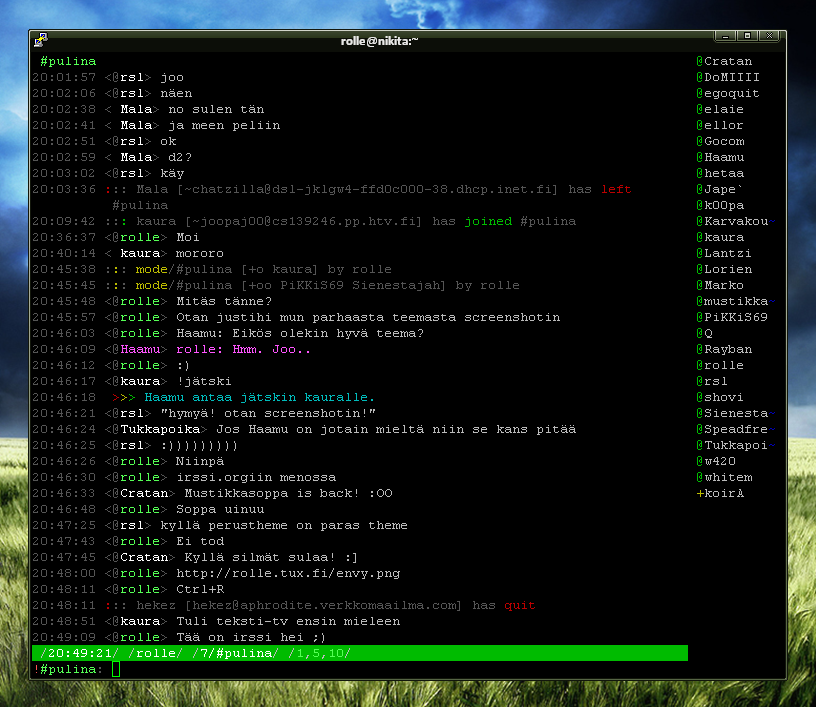 rolle@nikita:~
#pulina
20:01:57 <@rsl> joo
20:02:06 <@rsl> näen
20:02:38 < Mala> no sulen tän
20:02:41 < Mala> ja meen peliin
20:02:51 <@rsl> ok
20:02:59 < Mala> d2?
20:03:02 <@rsl> käy
20:03:36 ::: Mala [~chatzilla@dsl-jklgw4-ffd0c000-38.dhcp.inet.fi] has left
#pulina
20:09:42 ::: kaura [~joopaj00@cs139246.pp.htv.fi] has joined #pulina
20:36:37 <@rolle> Moi
20:40:14 < kaura> mororo
20:45:38 ::: mode/#pulina [+o kaura] by rolle
20:45:45 ::: mode/#pulina [+oo PiKKiS69 Sienestajah] by rolle
20:45:48 <@rolle> Mitäs tänne?
20:45:57 <@rolle> Otan justihi mun parhaasta teemasta screenshotin
20:46:03 <@rolle> Haamu: Eikös olekin hyvä teema?
20:46:09 <@Haamu> rolle: Hmm. Joo..
20:46:12 <@rolle> :)
20:46:17 <@kaura> !jätski
20:46:18 >>> Haamu antaa jätskin kauralle.
20:46:21 <@rsl> "hymyä! otan screenshotin!"
20:46:24 <@Tukkapoika> Jos Haamu on jotain mieltä niin se kans pitää
20:46:25 <@rsl> :)))))))))
20:46:26 <@rolle> Niinpä
20:46:30 <@rolle> irssi.orgiin menossa
20:46:33 <@Cratan> Mustikkasoppa is back! :OO
20:46:48 <@rolle> Soppa uinuu
20:47:25 <@rsl> kyllä perustheme on paras theme
20:47:43 <@rolle> Ei tod
20:47:45 <@Cratan> Kyllä silmät sulaa! :]
20:48:00 <@rolle> http://rolle.tux.fi/envy.png
20:48:11 <@rolle> Ctrl+R
20:48:11 ::: hekez [hekez@aphrodite.verkkomaailma.com] has quit
20:48:51 <@kaura> Tuli teksti-tv ensin mieleen
20:49:09 <@rolle> Tää on irssi hei ;)
/20:49:21/ /rolle/ /7/#pulina/ /1,5,10/
!#pulina:
@Cratan
@DoMIIII
@egoquit
@elaie
@ellor
@Gocom
@Haamu
@hetaa
@Jape`
@kOOpa
@Karvakou
@kaura
@Lantzi
@Lorien
@Marko
@mustikka
@PiKKiS69
@Q
@Rayban
@rolle
@rsl
@shovi
@Sienesta
@Speadfre
@Tukkapoi
@w420
@whitem
+koirA